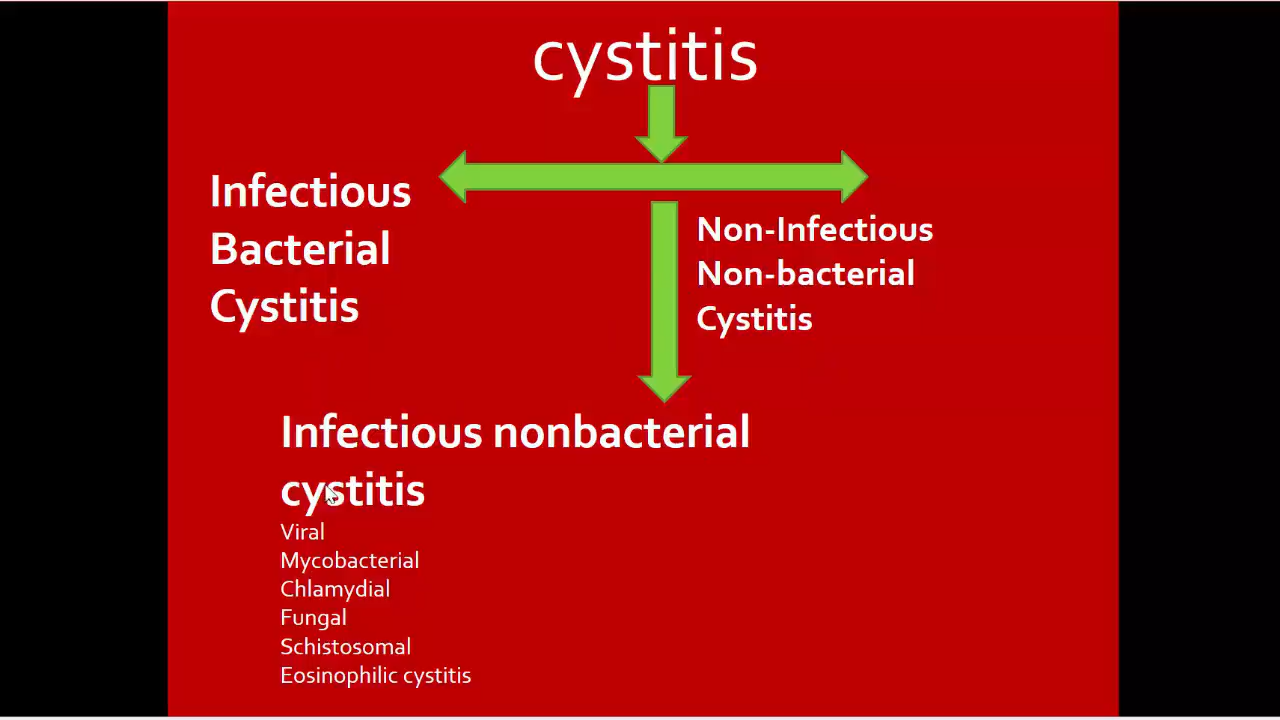 cystitis
Infectious
Bacterial
Cystitis
Non-Infectious
Non-bacterial
Cystitis
Infectious nonbacterial
cystitis
Viral
Mycobacterial
Chlamydial
Fungal
Schistosomal
Eosinophilic cystitis